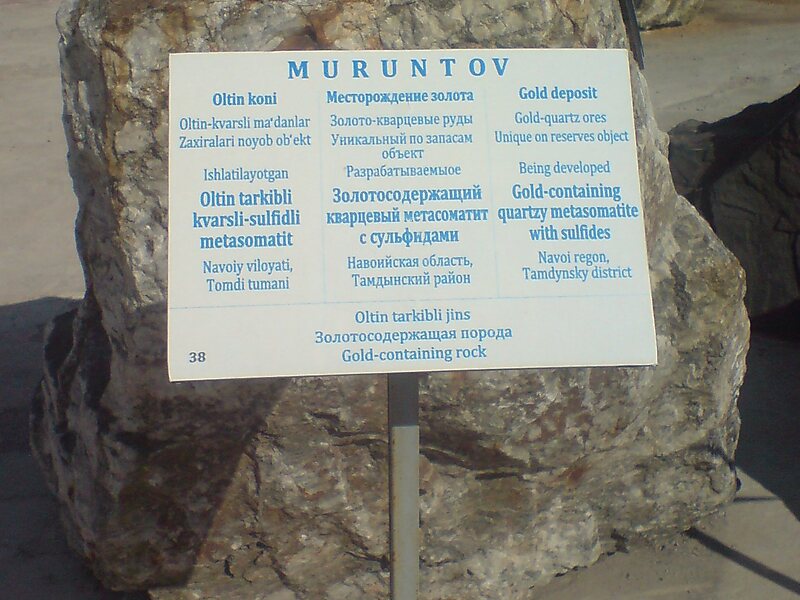 MURUNTOV
Oltin koni
Oltin-kvarsli ma‘danlar
Zaxiralari noyob ob‘ekt
Ishlatilayotgan
Oltin tarkibli
kvarsli-sulfidli
metasomatit
Navoiy viloyati,
Tomdi tumani
Месторождение золота
Золото-кварцевые руды
Уникальный по запасам
объект
Разрабатываемыое
Золотосодержащий
кварцевый метасоматит
с сульфидами
Навоийская область,
Тамдынский район
Gold deposit
Gold-quartz ores
Unique on reserves object
Being developed
Gold-containing
quartzy metasomatite
with sulfides
Navoi regon,
Tamdynsky district
Oltin tarkibli jins
Золотосодержащая порода
Gold-containing rock
38